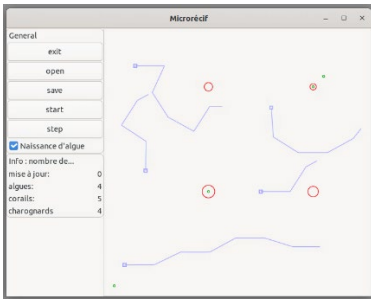 Microrécif
General
exit
open
save
start
step
Naissance d'algue
Info : nombre de...
mise à jour: 0
algues: 4
corails: 5
charognards 4